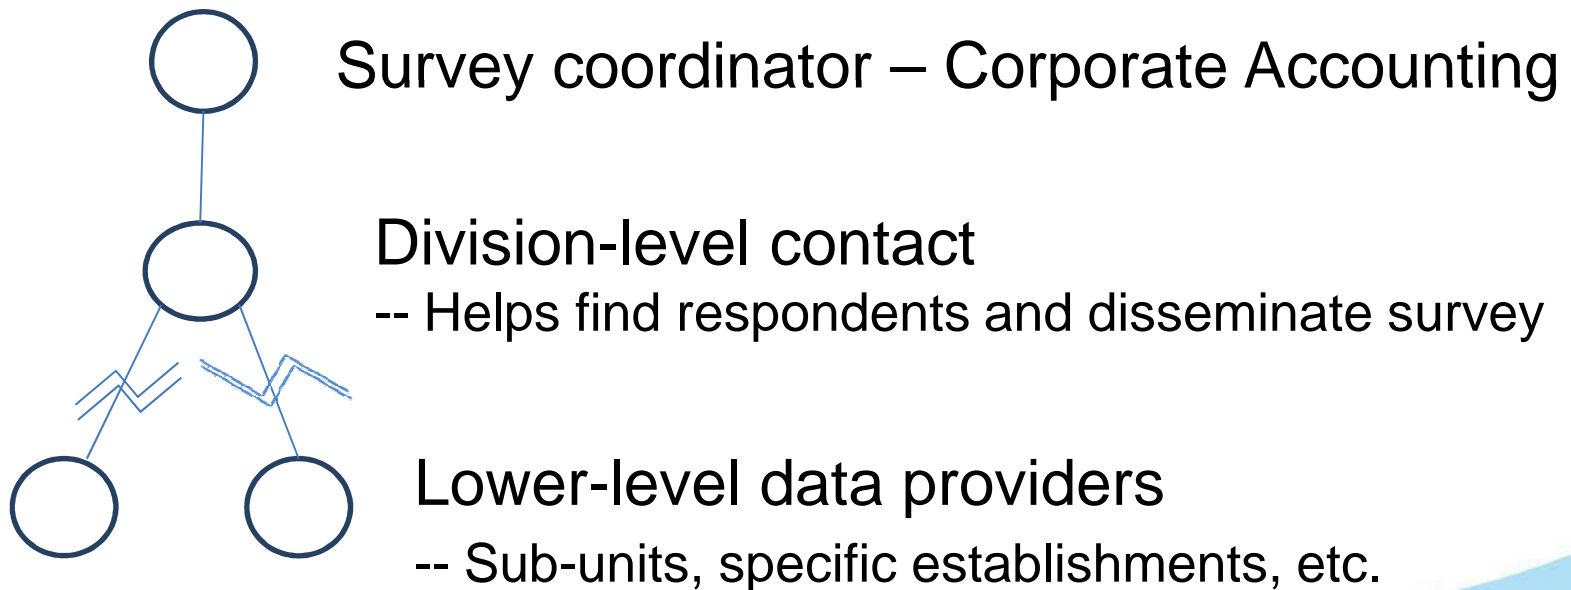 Survey coordinator – Corporate Accounting
Division-level contact
-- Helps find respondents and disseminate survey
Lower-level data providers
-- Sub-units, specific establishments, etc.